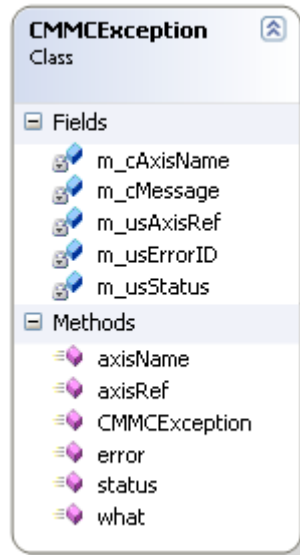 CMMCException
Class
Fields
m_cAxisName
m_cMessage
m_usAxisRef
m_usErrorID
m_usStatus
Methods
axisName
axisRef
CMMCException
error
status
what